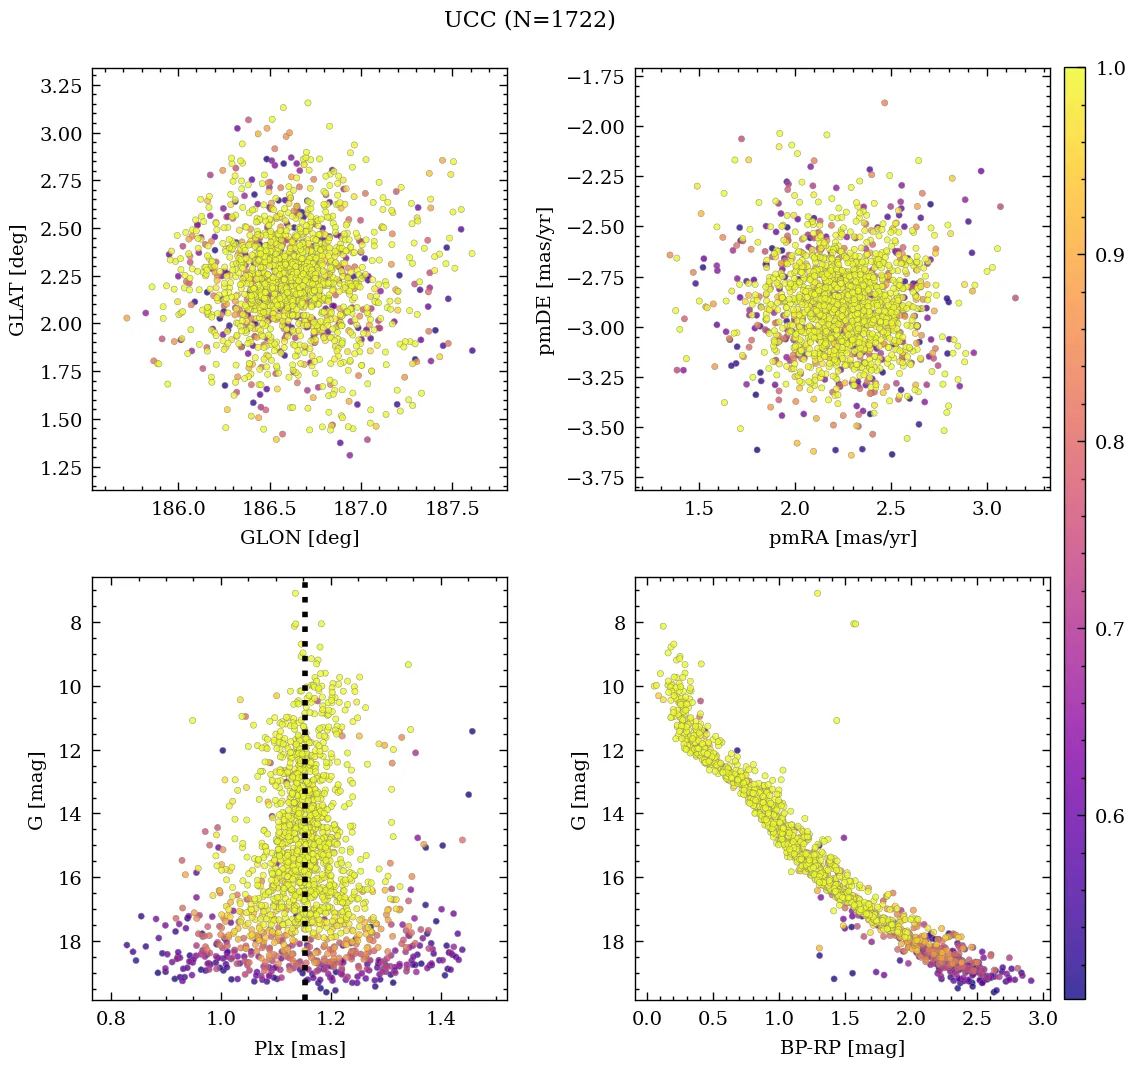 UCC (N=1722)
3.25
3.00
2.75
2.50
2.25
2.00
1.75
1.50
1.25
GLAT [deg]
186.0 186.5 187.0 187.5
GLON [deg]
−1.75
−2.00
−2.25
−2.50
−2.75
−3.00
−3.25
−3.50
−3.75
pmDE [mas/yr]
1.5 2.0 2.5 3.0
pmRA [mas/yr]
1.0
0.9
0.8
0.7
0.6
8
10
12
14
16
18
G [mag]
0.8 1.0 1.2 1.4
Plx [mas]
8
10
12
14
16
18
G [mag]
0.0 0.5 1.0 1.5 2.0 2.5 3.0
BP-RP [mag]